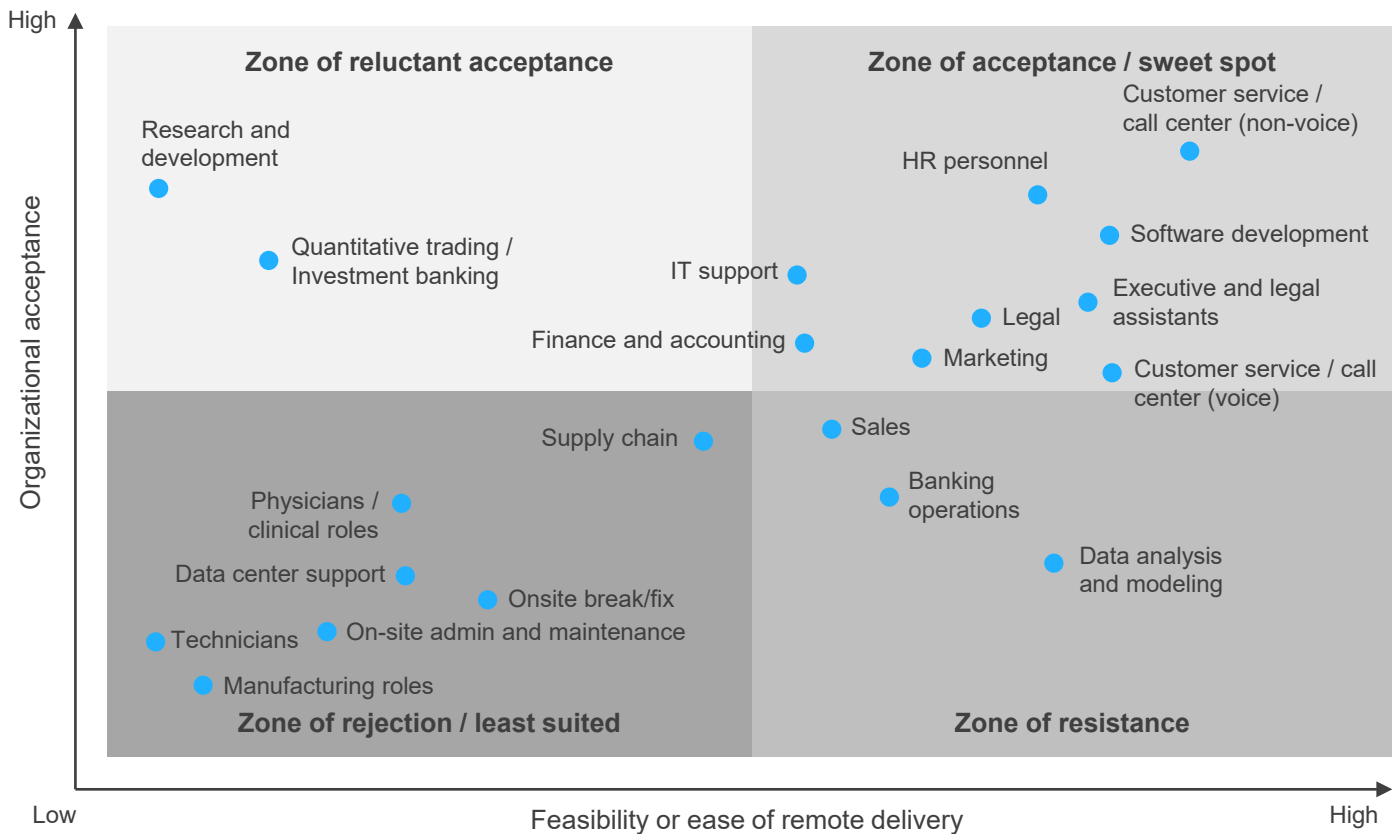 High
Zone of reluctant acceptance
Zone of acceptance / sweet spot
Customer service /
call center (non-voice)
Research and
development
HR personnel
Software development
Quantitative trading /
Investment banking
IT support
Executive and legal
assistants
Legal
Finance and accounting
Marketing
Customer service / call
center (voice)
Organizational acceptance
Supply chain
Sales
Physicians /
clinical roles
Banking
operations
Data center support
Data analysis
and modeling
Onsite break/fix
Technicians
On-site admin and maintenance
Manufacturing roles
Zone of rejection / least suited
Zone of resistance
Low
Feasibility or ease of remote delivery
High